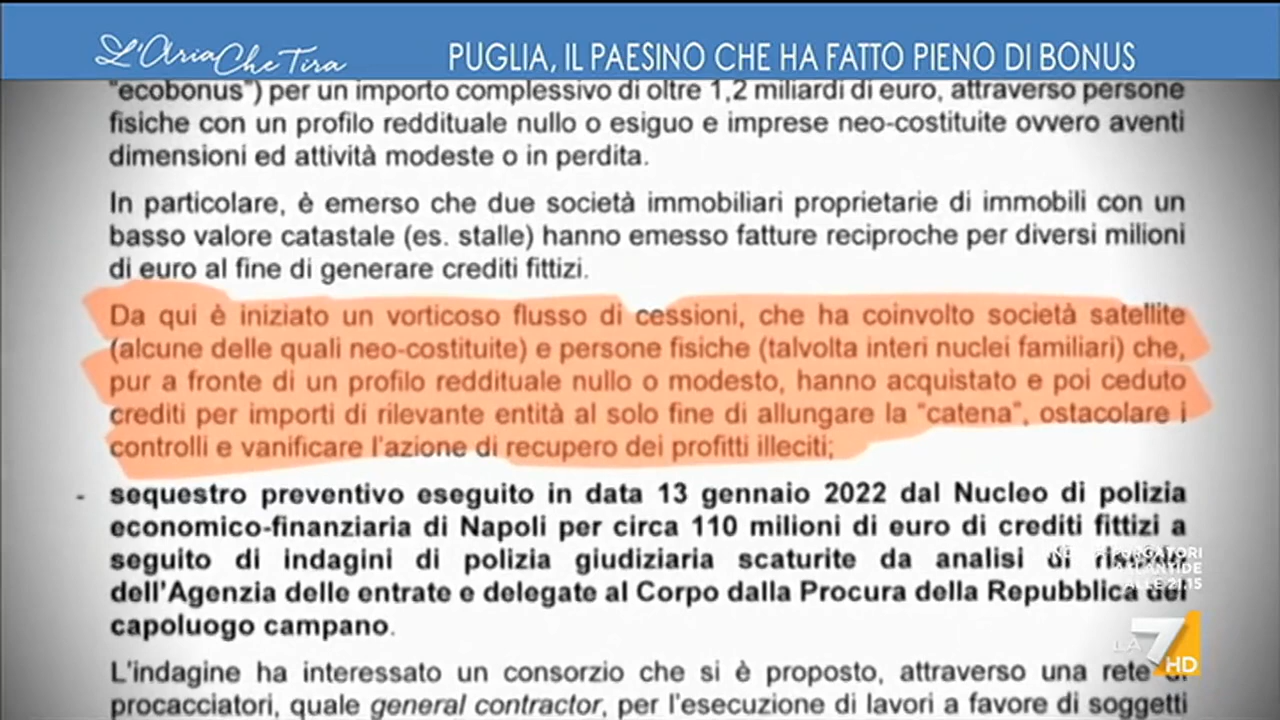 L'Aria Che Tira
PUGLIA, IL PAESINO CHE HA FATTO PIENO DI BONUS
"ecobonus") per un importo complessivo di oltre 1,2 miliardi di euro, attraverso persone
fisiche con un profilo reddituale nullo o esiguo e imprese neo-costituite ovvero aventi
dimensioni ed attività modeste o in perdita.
In particolare, è emerso che due società immobiliari proprietarie di immobili con un
basso valore catastale (es. stalle) hanno emesso fatture reciproche per diversi milioni
di euro al fine di generare crediti fittizi.
Da qui è iniziato un vorticoso flusso di cessioni, che ha coinvolto società satellite
(alcune delle quali neo-costituite) e persone fisiche (talvolta interi nuclei familiari) che,
pur a fronte di un profilo reddituale nullo o modesto, hanno acquistato e poi ceduto
crediti per importi di rilevante entità al solo fine di allungare la "catena", ostacolare i
controlli e vanificare l'azione di recupero dei profitti illeciti;
- sequestro preventivo eseguito in data 13 gennaio 2022 dal Nucleo di polizia
economico-finanziaria di Napoli per circa 110 milioni di euro di crediti fittizi a
seguito di indagini di polizia giudiziaria scaturite da analisi di
dell'Agenzia delle entrate e delegate al Corpo dalla Procura della Repubblica del
capoluogo campano.
PURGATORI
ATLANTIDE
ALLE 21.15
L'indagine ha interessato un consorzio che si è proposto, attraverso una rete di
procacciatori, quale general contractor, per l'esecuzione di lavori a favore di soggetti
LA 7 HD